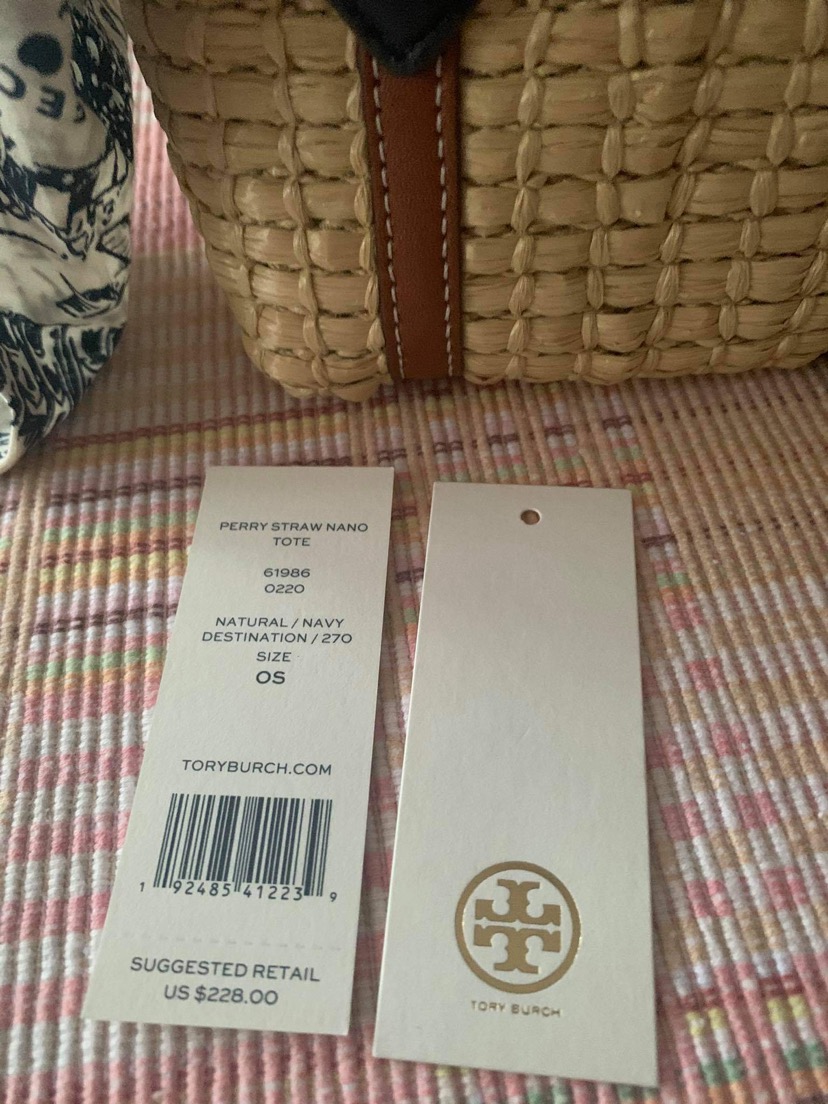 PERRY STRAW NANO
TOTE
61986
0220
NATURAL / NAVY
DESTINATION / 270
SIZE
OS
TORYBURCH.COM
1 92485 41223 9
SUGGESTED RETAIL
US $228.00
TORY BURCH